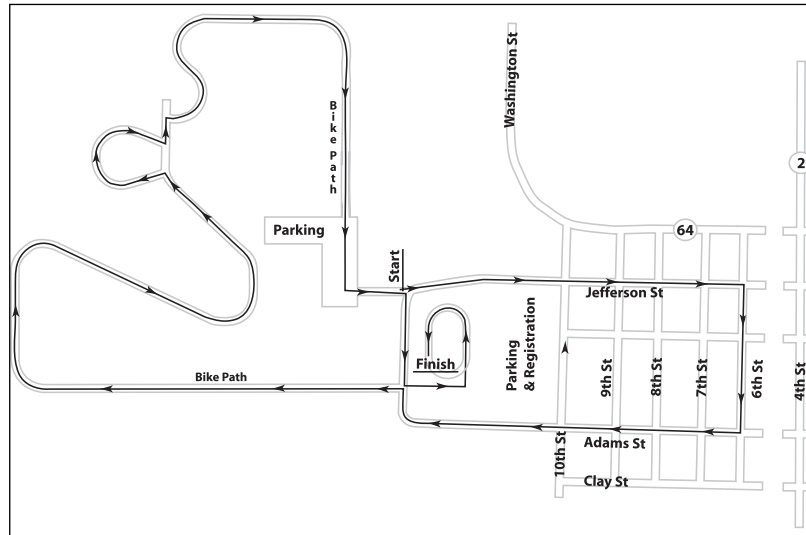 Washington St
Bike Path
2
Parking
64
Start
Jefferson St
Parking
& Registration
Finish
9th St
8th St
7th St
6th St
4th St
Bike Path
10th St
Adams St
Clay St